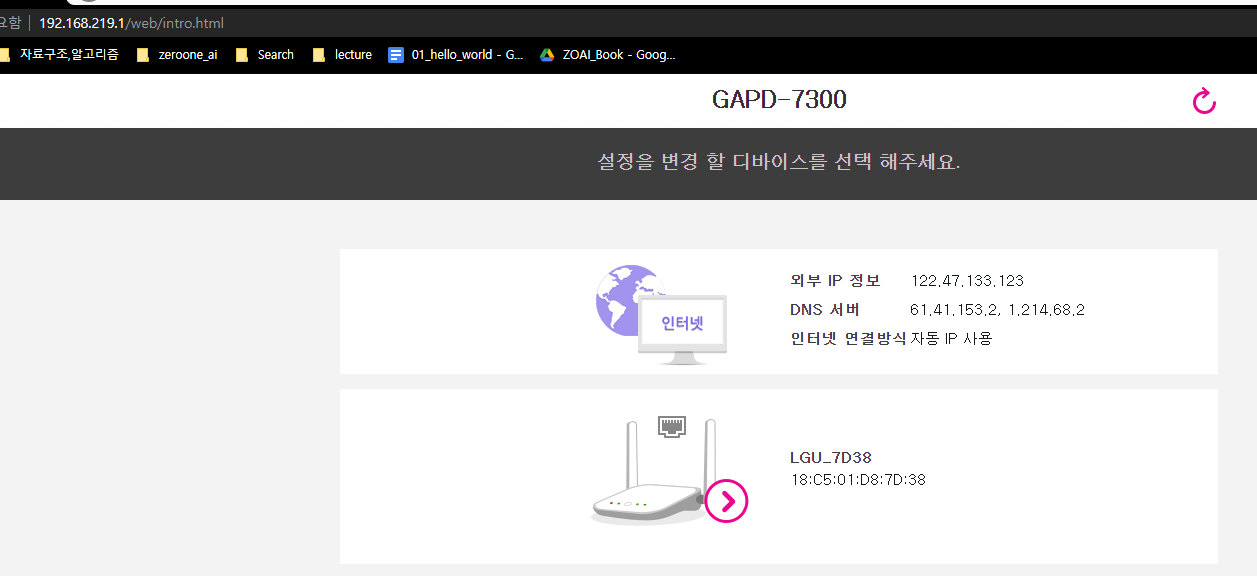 요함 | 192.168.219.1/web/intro.html
자료구조,알고리즘 zeroone_ai Search lecture 01_hello_world - G... ZOAI_Book - Goog...
GAPD-7300
설정을 변경 할 디바이스를 선택 해주세요.
인터넷
외부 IP 정보 122.47.133.123
DNS 서버 61.41.153.2, 1.214.68.2
인터넷 연결방식 자동 IP 사용
LGU_7D38
18:C5:01:D8:7D:38